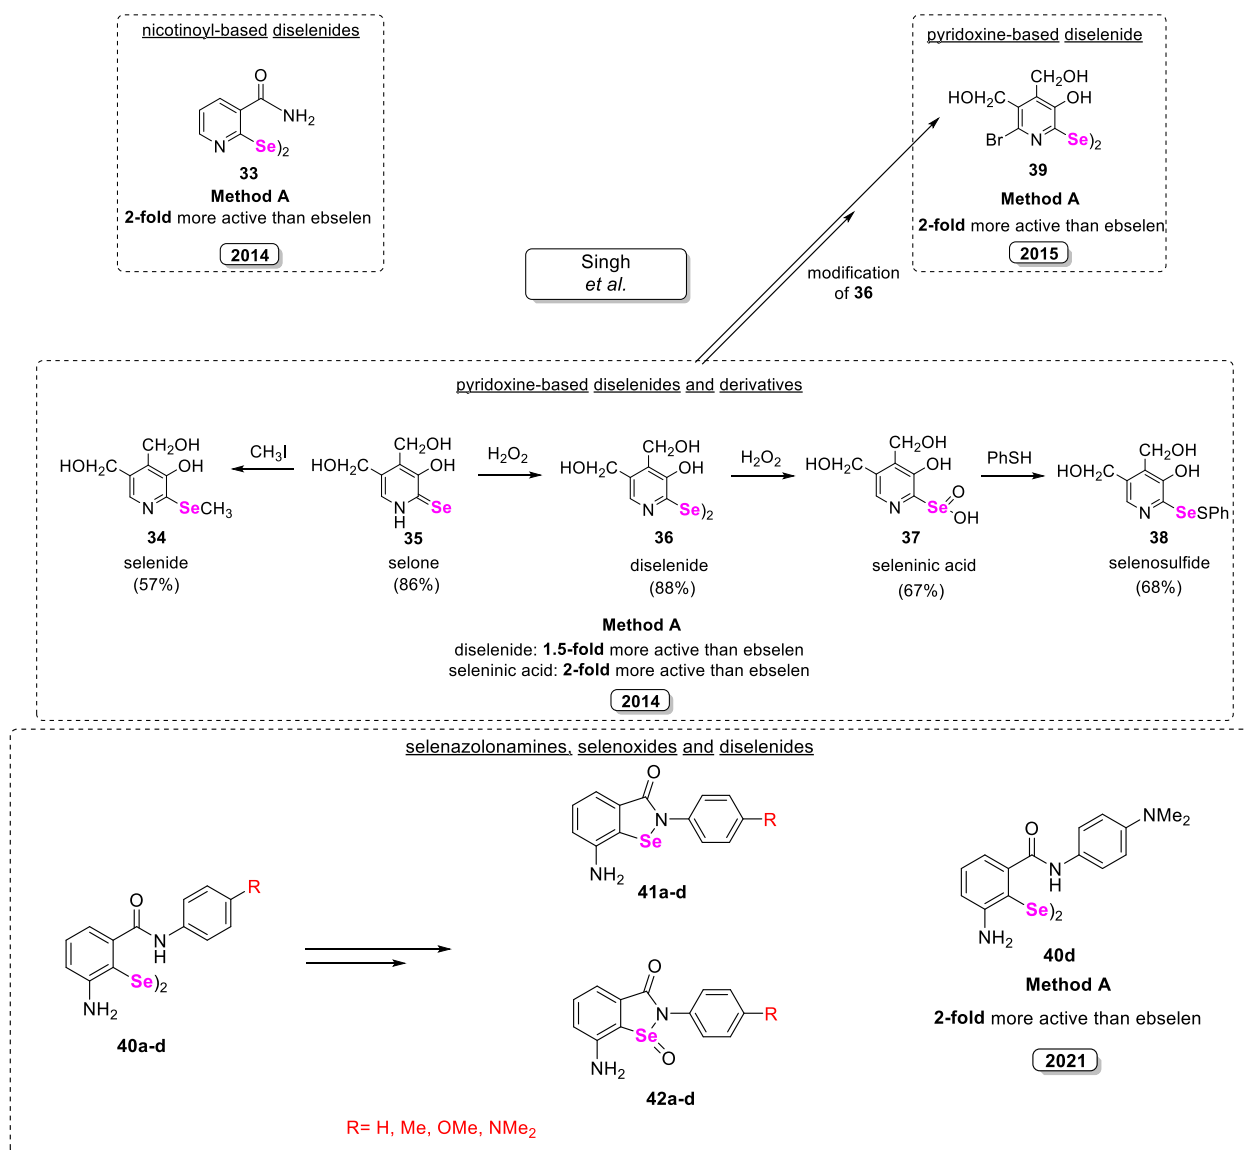 nicotinoyl-based diselenides
O
NH2
N
Se)2
33
Method A
2-fold more active than ebselen
2014
pyridoxine-based diselenide
CH2OH
HOH2C
OH
Br
N
Se)2
39
Method A
2-fold more active than ebselen
2015
Singh
et al.
modification
of 36
pyridoxine-based diselenides and derivatives
CH2OH
HOH2C
OH
N
SeCH3
34
selenide
(57%)
CH3I
CH2OH
HOH2C
OH
N
H
Se
35
selone
(86%)
H2O2
CH2OH
HOH2C
OH
N
Se)2
36
diselenide
(88%)
H2O2
CH2OH
HOH2C
OH
N
Se
O
OH
37
seleninic acid
(67%)
PhSH
CH2OH
HOH2C
OH
N
SeSPh
38
selenosulfide
(68%)
Method A
diselenide: 1.5-fold more active than ebselen
seleninic acid: 2-fold more active than ebselen
2014
selenazolonamines, selenoxides and diselenides
O
R
N
H
Se)2
NH2
40a-d
O
N
R
Se
NH2
41a-d
O
N
R
Se
O
NH2
42a-d
R= H, Me, OMe, NMe2
NMe2
O
N
H
Se)2
NH2
40d
Method A
2-fold more active than ebselen
2021